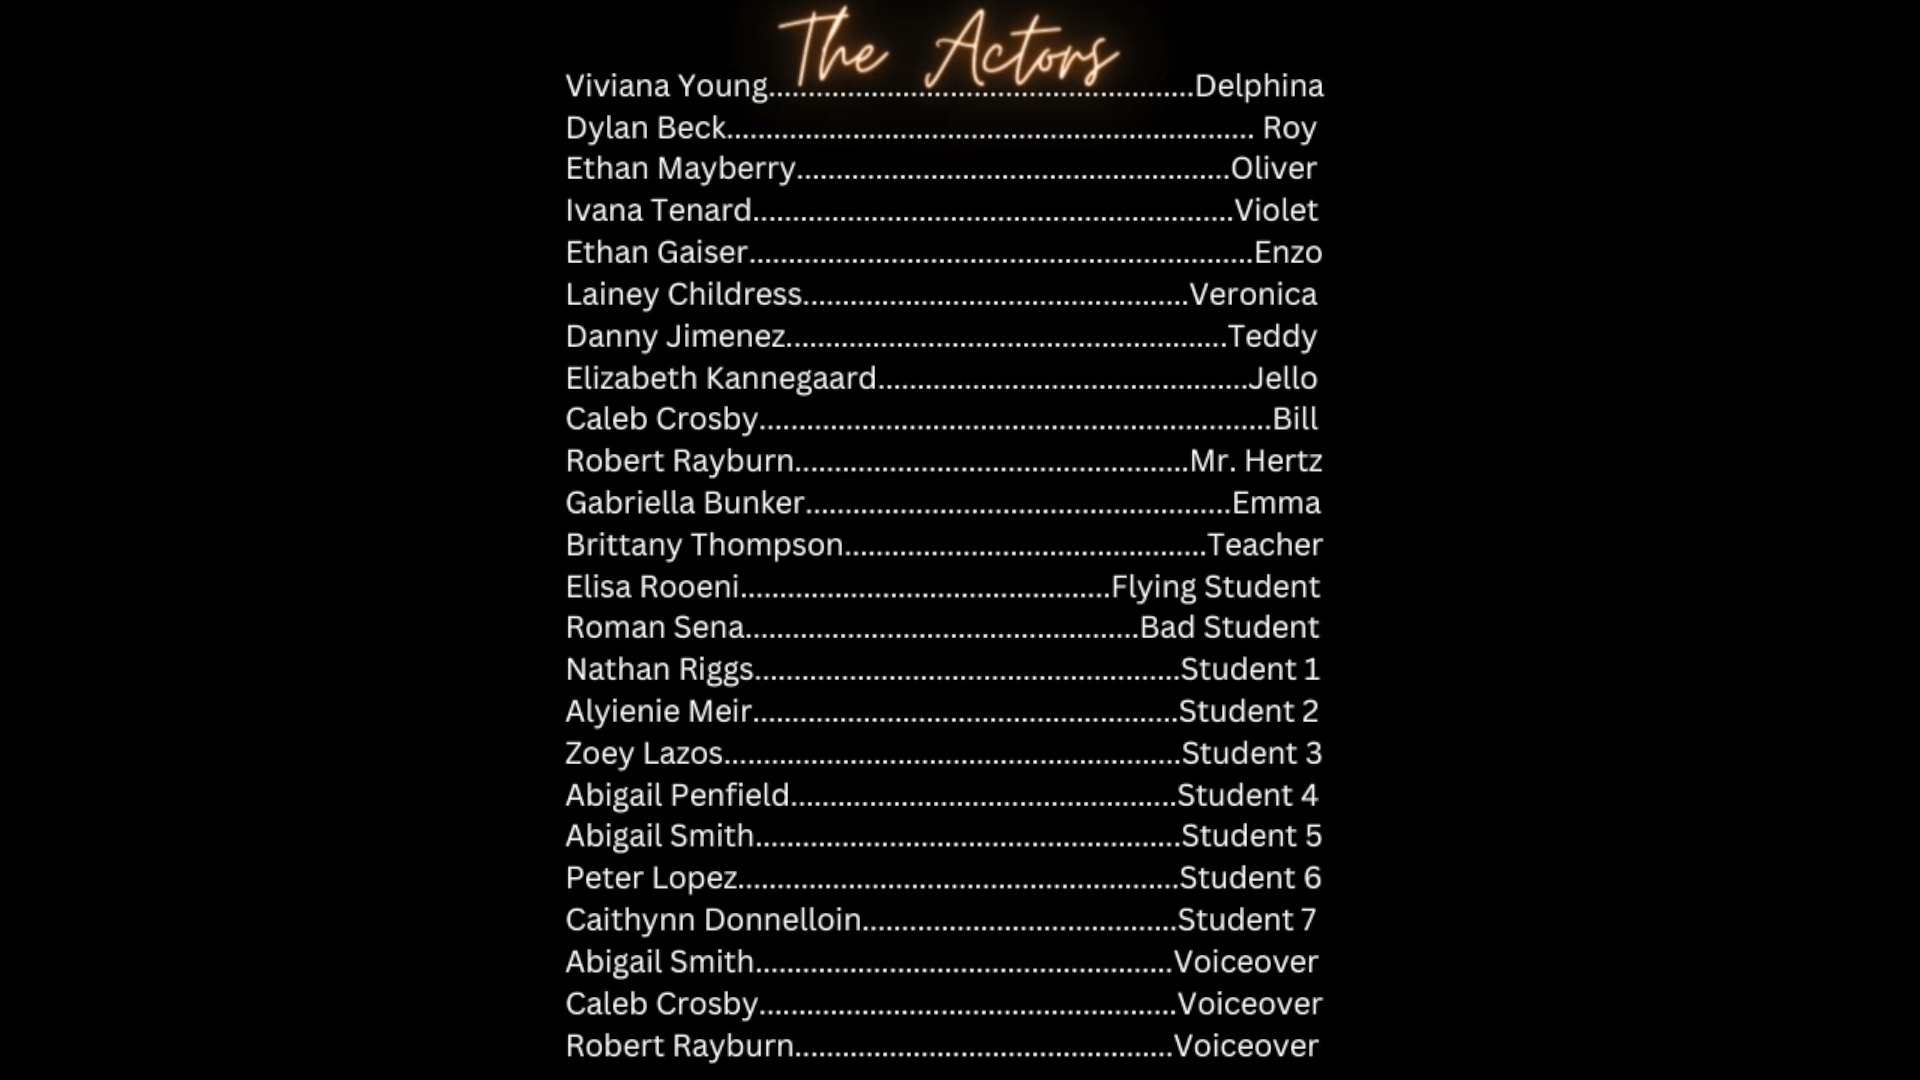 The Actors
Viviana Young.....................................................Delphina
Dylan Beck.................................................................. Roy
Ethan Mayberry......................................................Oliver
Ivana Tenard............................................................Violet
Ethan Gaiser...............................................................Enzo
Lainey Childress................................................Veronica
Danny Jimenez.......................................................Teddy
Elizabeth Kannegaard..............................................Jello
Caleb Crosby................................................................Bill
Robert Rayburn.................................................Mr. Hertz
Gabriella Bunker.....................................................Emma
Brittany Thompson.............................................Teacher
Elisa Rooeni..............................................Flying Student
Roman Sena.................................................Bad Student
Nathan Riggs.....................................................Student 1
Alyienie Meir.....................................................Student 2
Zoey Lazos.........................................................Student 3
Abigail Penfield................................................Student 4
Abigail Smith.....................................................Student 5
Peter Lopez.......................................................Student 6
Caithynn Donnelloin.......................................Student 7
Abigail Smith....................................................Voiceover
Caleb Crosby....................................................Voiceover
Robert Rayburn...............................................Voiceover